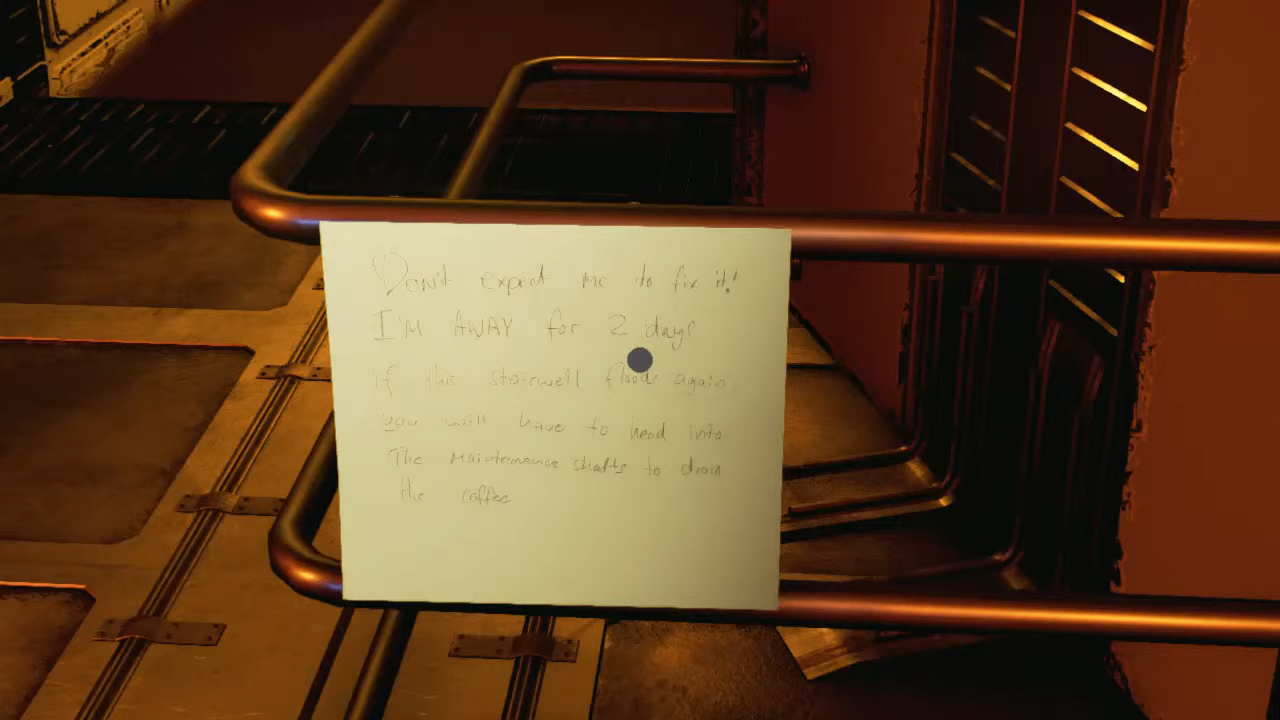 Don't expect me to fix it!
I'M AWAY for 2 days
if this stairwell floods again
you will have to head into
The maintenance shafts to drain
the coffee